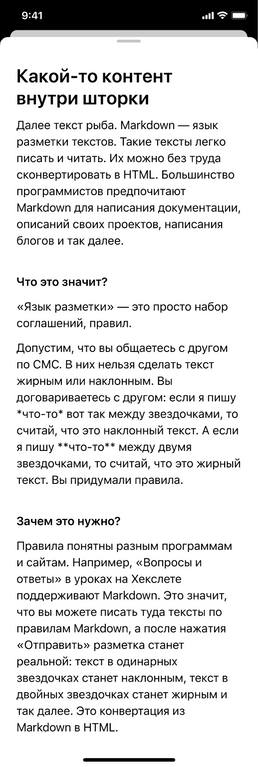 9:41
Какой-то контент
внутри шторки
Далее текст рыба. Markdown — язык
разметки текстов. Такие тексты легко
писать и читать. Их можно без труда
сконвертировать в HTML. Большинство
программистов предпочитают
Markdown для написания документации,
описаний своих проектов, написания
блогов и так далее.
Что это значит?
«Язык разметки» — это просто набор
соглашений, правил.
Допустим, что вы общаетесь с другом
по СМС. В них нельзя сделать текст
жирным или наклонным. Вы
договариваетесь с другом: если я пишу
*что-то* вот так между звездочками, то
считай, что это наклонный текст. А если
я пишу **что-то** между двумя
звездочками, то считай, что это жирный
текст. Вы придумали правила.
Зачем это нужно?
Правила понятны разным программам
и сайтам. Например, «Вопросы и
ответы» в уроках на Хекслете
поддерживают Markdown. Это значит,
что вы можете писать туда тексты по
правилам Markdown, а после нажатия
«Отправить» разметка станет
реальной: текст в одинарных
звездочках станет наклонным, текст в
двойных звездочках станет жирным и
так далее. Это конвертация из
Markdown в HTML.